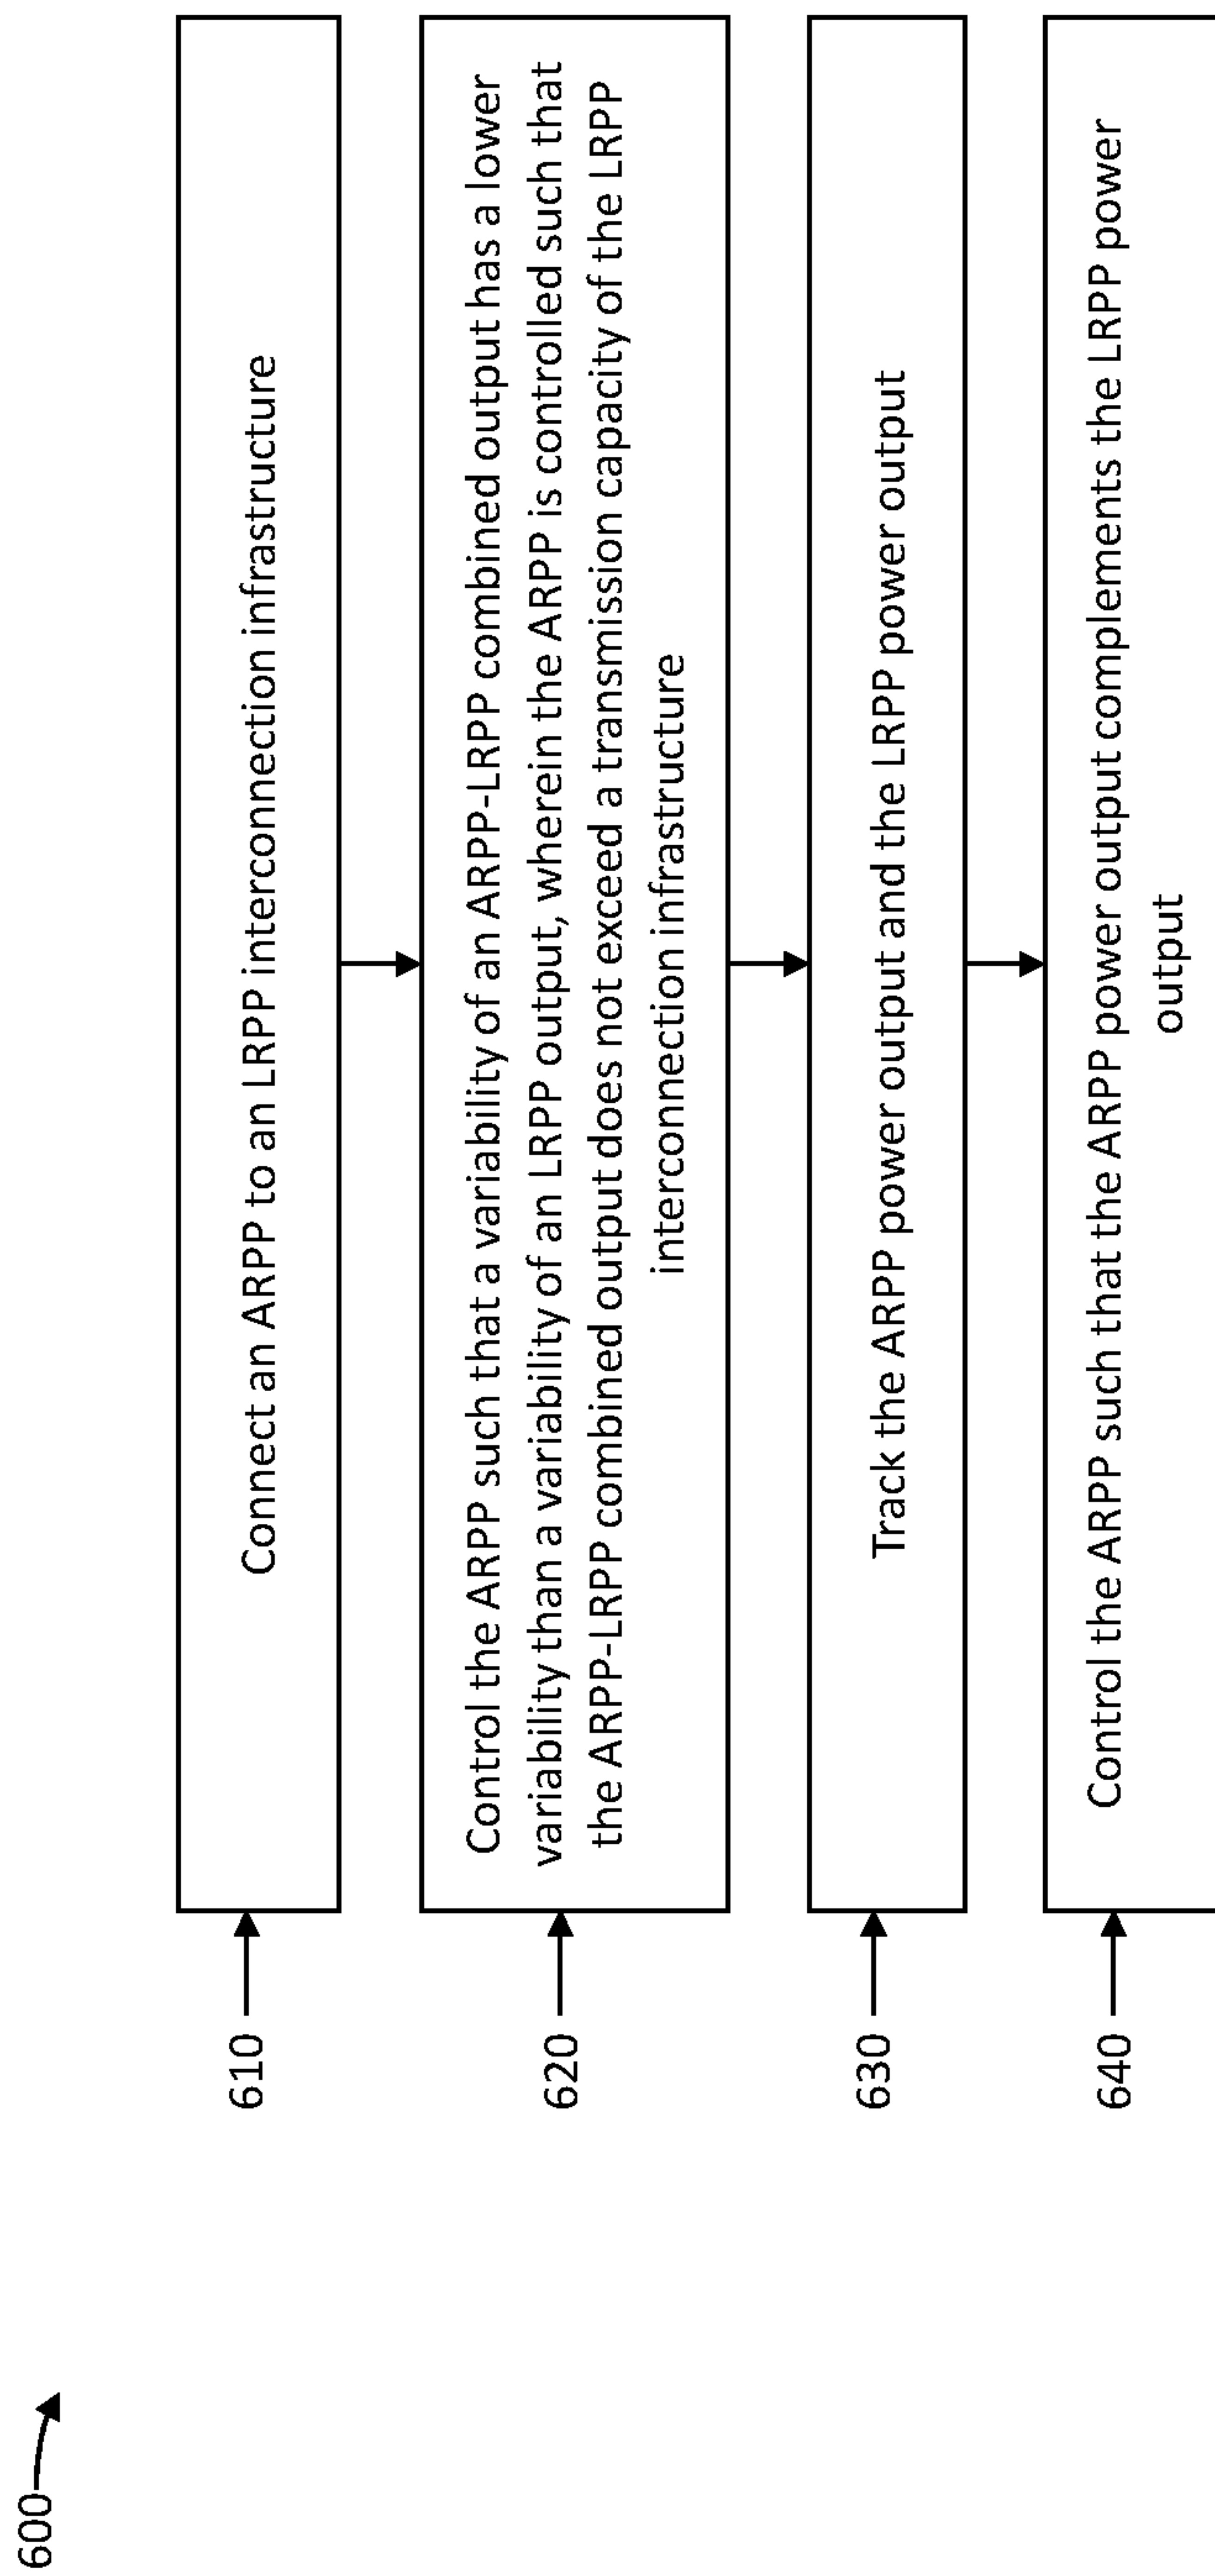 600
610
Connect an ARPP to an LRPP interconnection infrastructure
620
Control the ARPP such that a variability of an ARPP-LRPP combined output has a lower
variability than a variability of an LRPP output, wherein the ARPP is controlled such that
the ARPP-LRPP combined output does not exceed a transmission capacity of the LRPP
interconnection infrastructure
630
Track the ARPP power output and the LRPP power output
640
Control the ARPP such that the ARPP power output complements the LRPP power
output